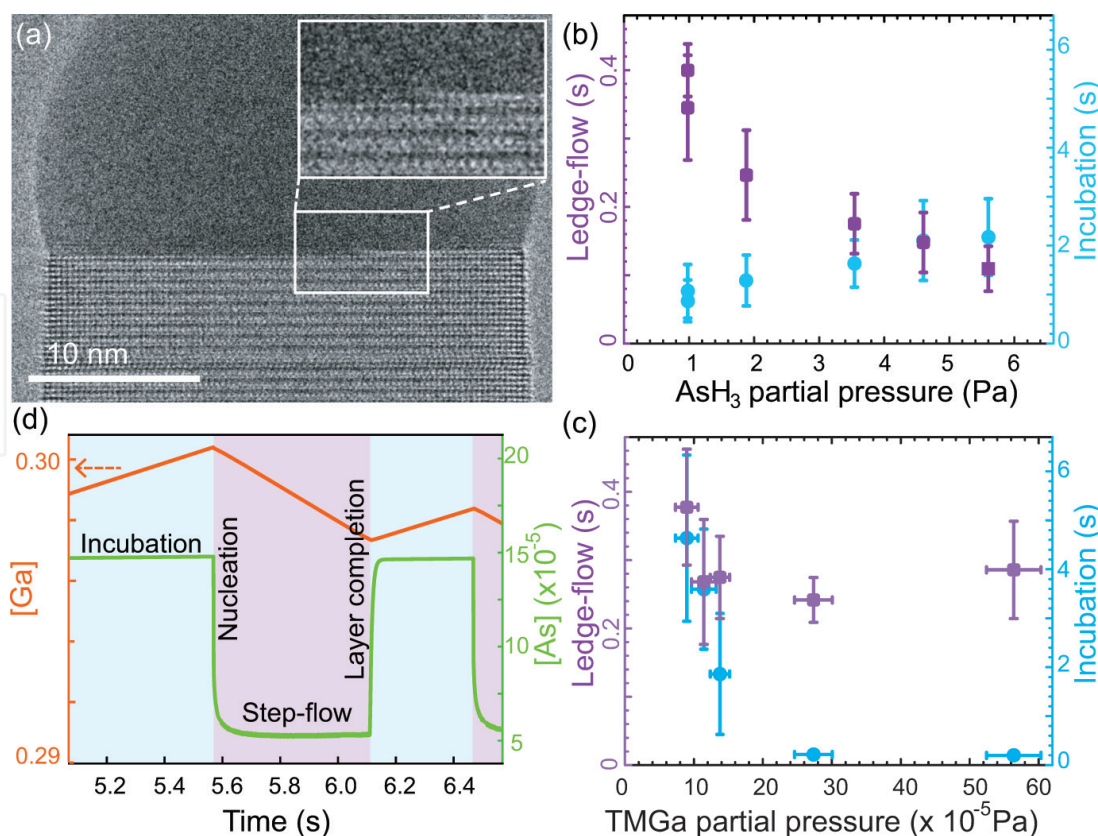 (a)
10 nm
(b)
Ledge-flow (s)
0
0.2
0.4
Incubation (s)
0
2
4
6
0 1 2 3 4 5 6
AsH₃ partial pressure (Pa)
(d)
[Ga]
0.30
0.29
[As] (x10⁻⁵)
20
15
10
5
Incubation
Nucleation
Step-flow
Layer completion
5.2 5.6 5.8 6.0 6.2 6.4
Time (s)
(c)
Ledge-flow (s)
0
0.2
0.4
Incubation (s)
0
2
4
6
0 10 20 30 40 50 60
TMGa partial pressure (x 10⁻⁵Pa)